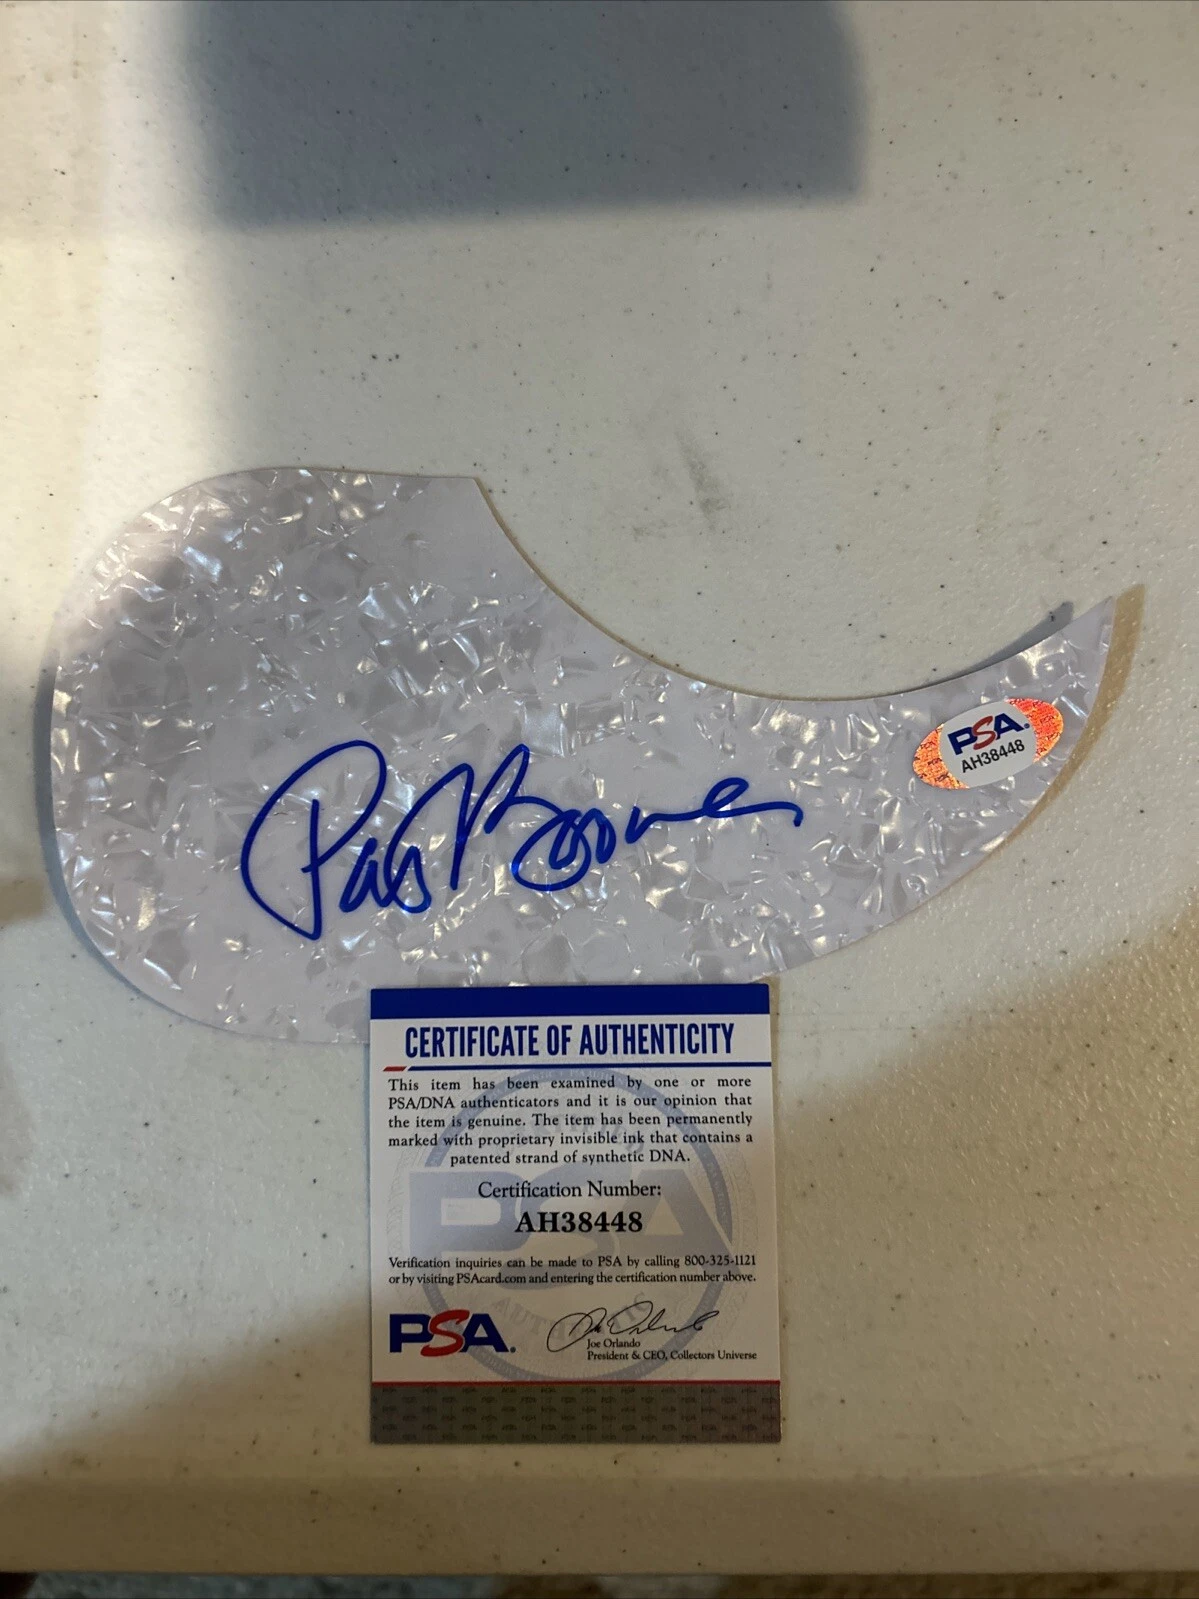 PSA.
AH38448
Pat Boone
CERTIFICATE OF AUTHENTICITY
This item has been examined by one or more
PSA/DNA authenticators and it is our opinion that
the item is genuine. The item has been permanently
marked with proprietary invisible ink that contains a
patented strand of synthetic DNA.
Certification Number:
AH38448
Verification inquiries can be made to PSA by calling 800-325-1121
or by visiting PSAcard.com and entering the certification number above.
PSA.
Joe Orlando
President & CEO, Collectors Universe